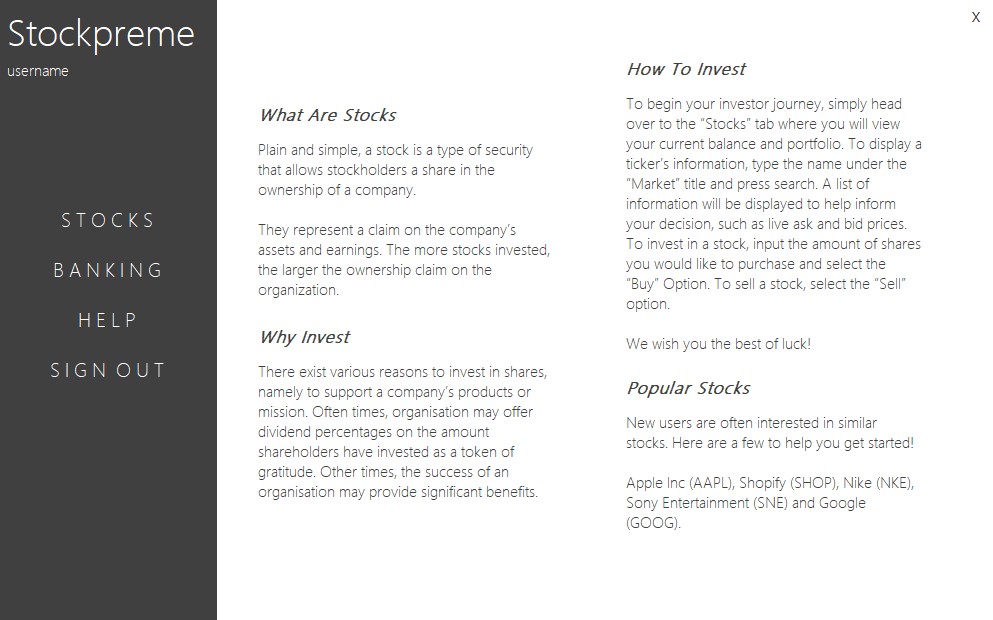 Stockpreme
username
STOCKS
BANKING
HELP
SIGN OUT
X
What Are Stocks
Plain and simple, a stock is a type of security
that allows stockholders a share in the
ownership of a company.
They represent a claim on the company's
assets and earnings. The more stocks invested,
the larger the ownership claim on the
organization.
Why Invest
There exist various reasons to invest in shares,
namely to support a company's products or
mission. Often times, organisation may offer
dividend percentages on the amount
shareholders have invested as a token of
gratitude. Other times, the success of an
organisation may provide significant benefits.
How To Invest
To begin your investor journey, simply head
over to the “Stocks” tab where you will view
your current balance and portfolio. To display a
ticker's information, type the name under the
“Market” title and press search. A list of
information will be displayed to help inform
your decision, such as live ask and bid prices.
To invest in a stock, input the amount of shares
you would like to purchase and select the
“Buy” Option. To sell a stock, select the “Sell”
option.
We wish you the best of luck!
Popular Stocks
New users are often interested in similar
stocks. Here are a few to help you get started!
Apple Inc (AAPL), Shopify (SHOP), Nike (NKE),
Sony Entertainment (SNE) and Google
(GOOG).